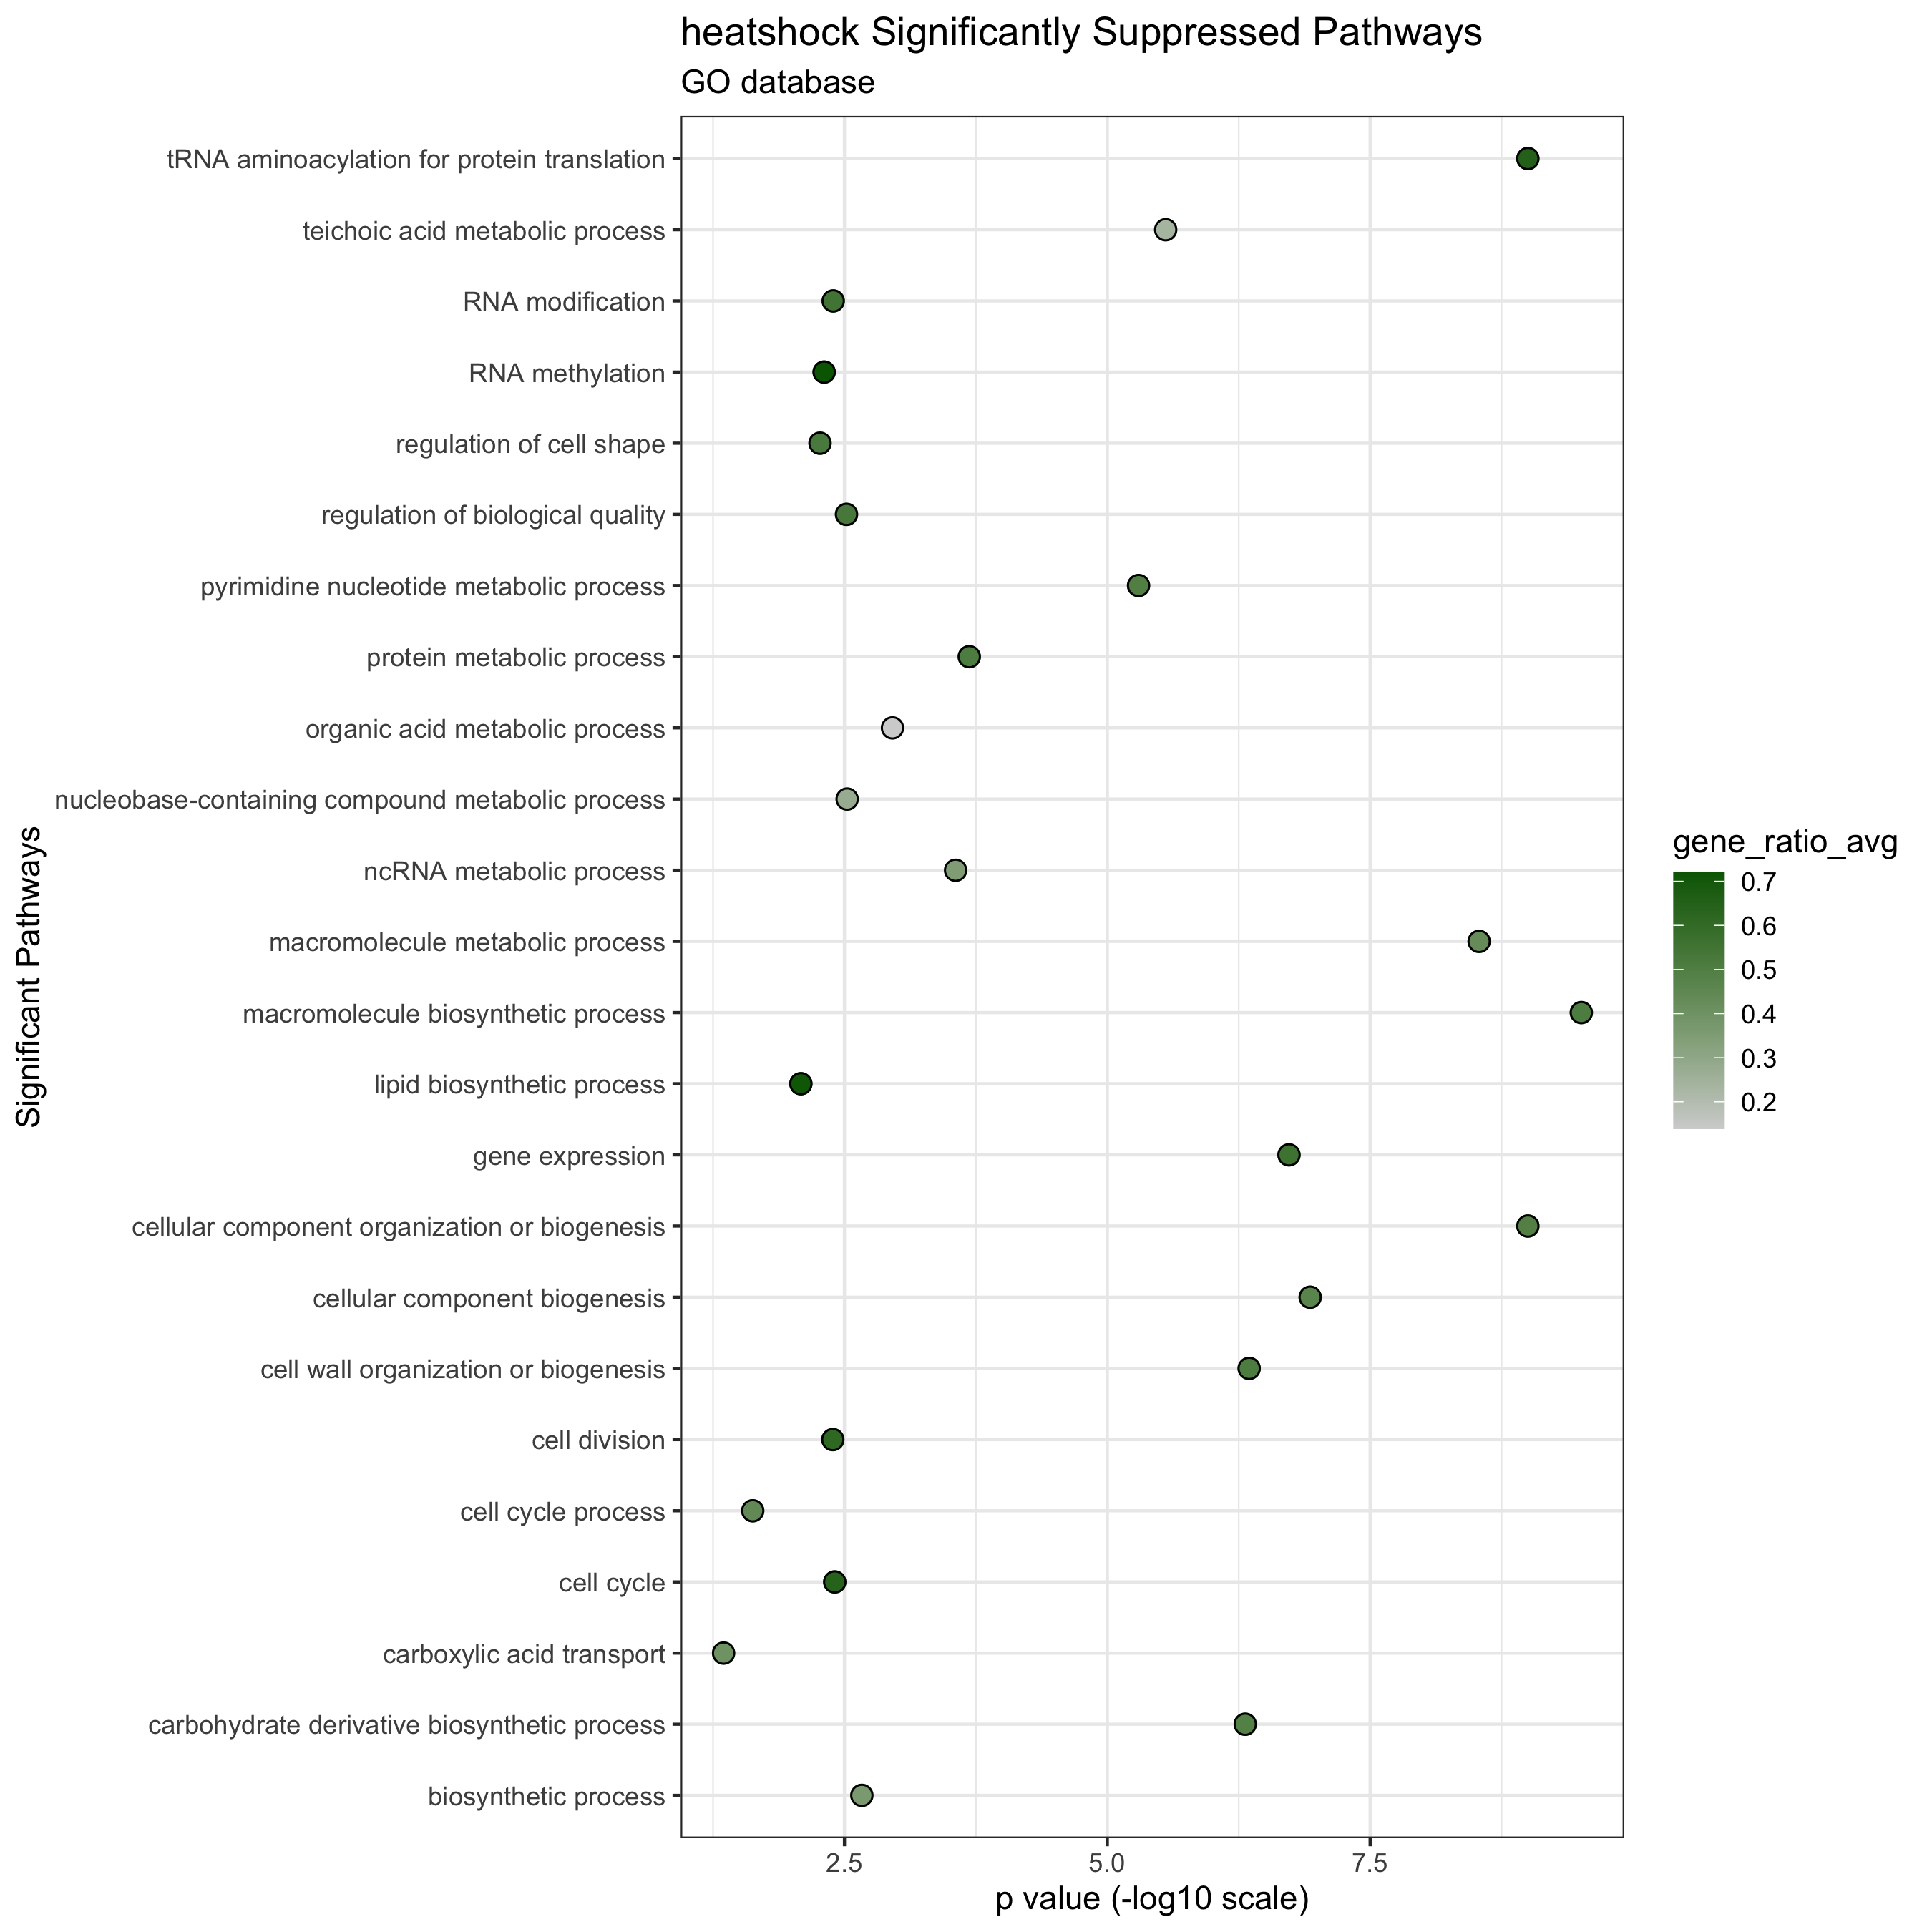 heatshock Significantly Suppressed Pathways
GO database
Significant Pathways
tRNA aminoacylation for protein translation
teichoic acid metabolic process
RNA modification
RNA methylation
regulation of cell shape
regulation of biological quality
pyrimidine nucleotide metabolic process
protein metabolic process
organic acid metabolic process
nucleobase-containing compound metabolic process
ncRNA metabolic process
macromolecule metabolic process
macromolecule biosynthetic process
lipid biosynthetic process
gene expression
cellular component organization or biogenesis
cellular component biogenesis
cell wall organization or biogenesis
cell division
cell cycle process
cell cycle
carboxylic acid transport
carbohydrate derivative biosynthetic process
biosynthetic process
2.5 5.0 7.5
p value (-log10 scale)
gene_ratio_avg
0.7
0.6
0.5
0.4
0.3
0.2